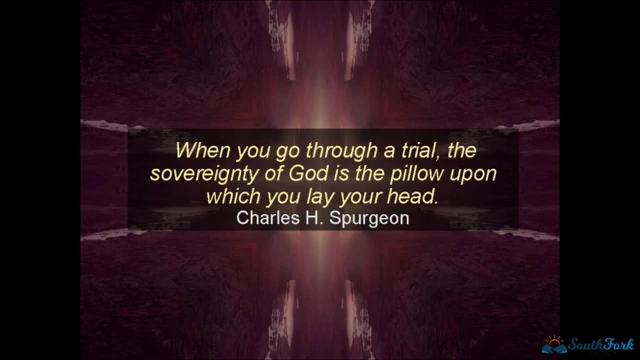 When you go through a trial, the
sovereignty of God is the pillow upon
which you lay your head.
Charles H. Spurgeon
SouthFork